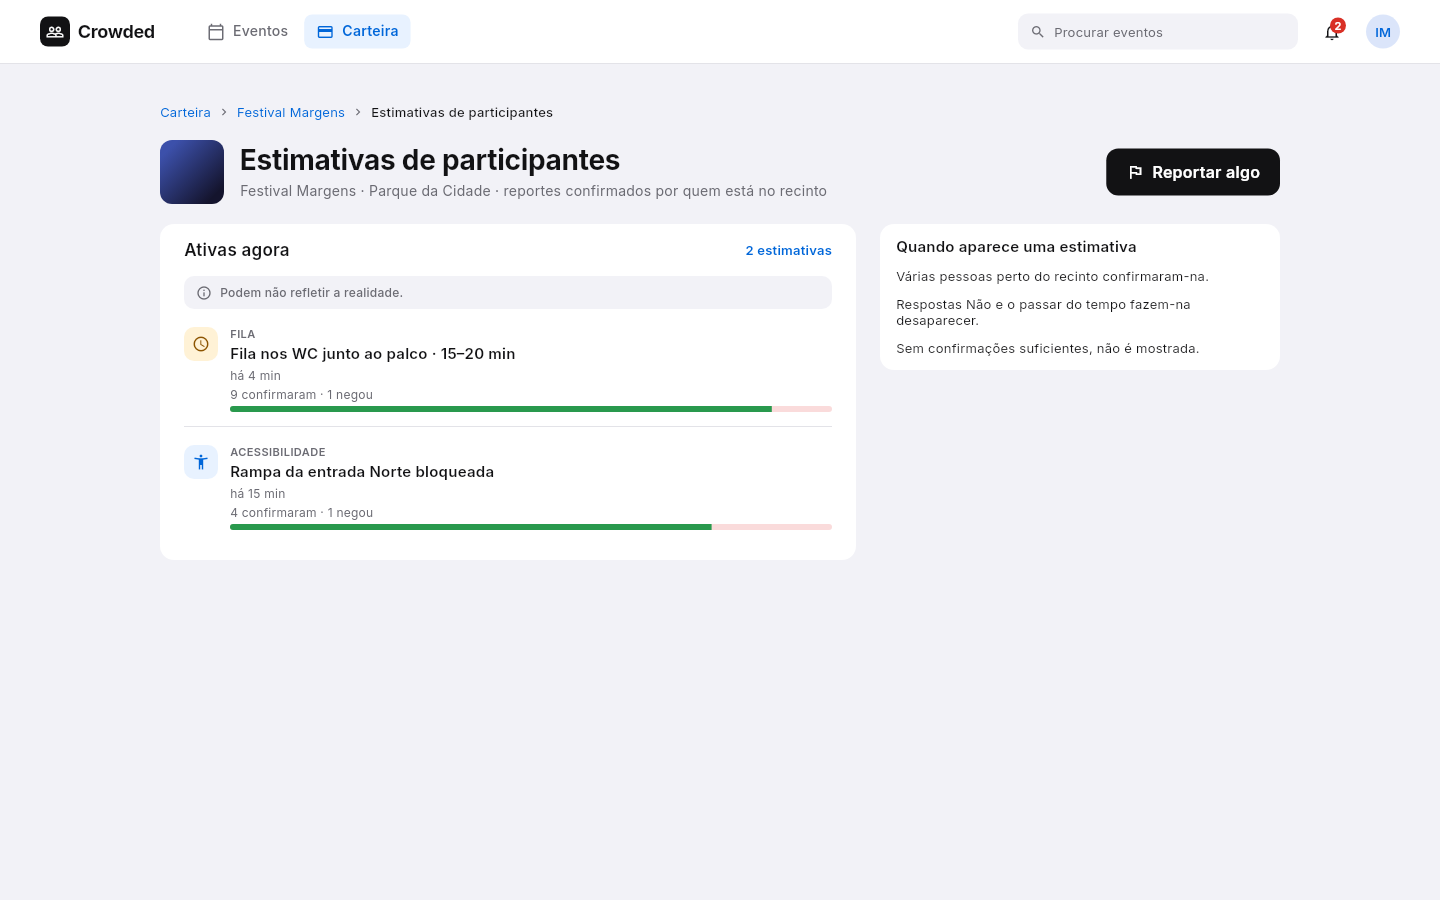 Crowded
Eventos
Carteira
Procurar eventos
2
IM
Carteira > Festival Margens > Estimativas de participantes
Estimativas de participantes
Festival Margens · Parque da Cidade · reportes confirmados por quem está no recinto
Reportar algo
Ativas agora
2 estimativas
Podem não refletir a realidade.
FILA
Fila nos WC junto ao palco · 15–20 min
há 4 min
9 confirmaram · 1 negou
ACESSIBILIDADE
Rampa da entrada Norte bloqueada
há 15 min
4 confirmaram · 1 negou
Quando aparece uma estimativa
Várias pessoas perto do recinto confirmaram-na.
Respostas Não e o passar do tempo fazem-na
desaparecer.
Sem confirmações suficientes, não é mostrada.